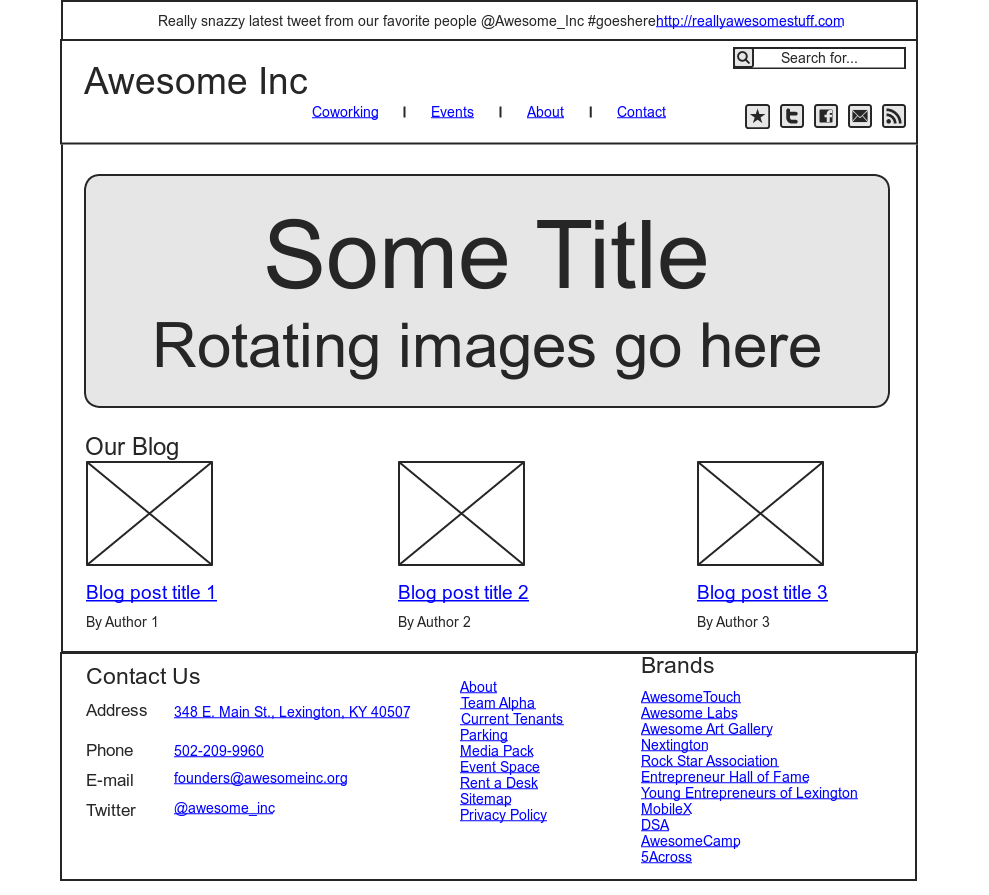 Really snazzy latest tweet from our favorite people @Awesome_Inc #goeshere http://reallyawesomestuff.com
Search for...
Awesome Inc
Coworking | Events | About | Contact
Some Title
Rotating images go here
Our Blog
Blog post title 1
By Author 1
Blog post title 2
By Author 2
Blog post title 3
By Author 3
Contact Us
Address 348 E. Main St., Lexington, KY 40507
Phone 502-209-9960
E-mail founders@awesomeinc.org
Twitter @awesome_inc
About
Team Alpha
Current Tenants
Parking
Media Pack
Event Space
Rent a Desk
Sitemap
Privacy Policy
Brands
AwesomeTouch
Awesome Labs
Awesome Art Gallery
Nextington
Rock Star Association
Entrepreneur Hall of Fame
Young Entrepreneurs of Lexington
MobileX
DSA
AwesomeCamp
5Across